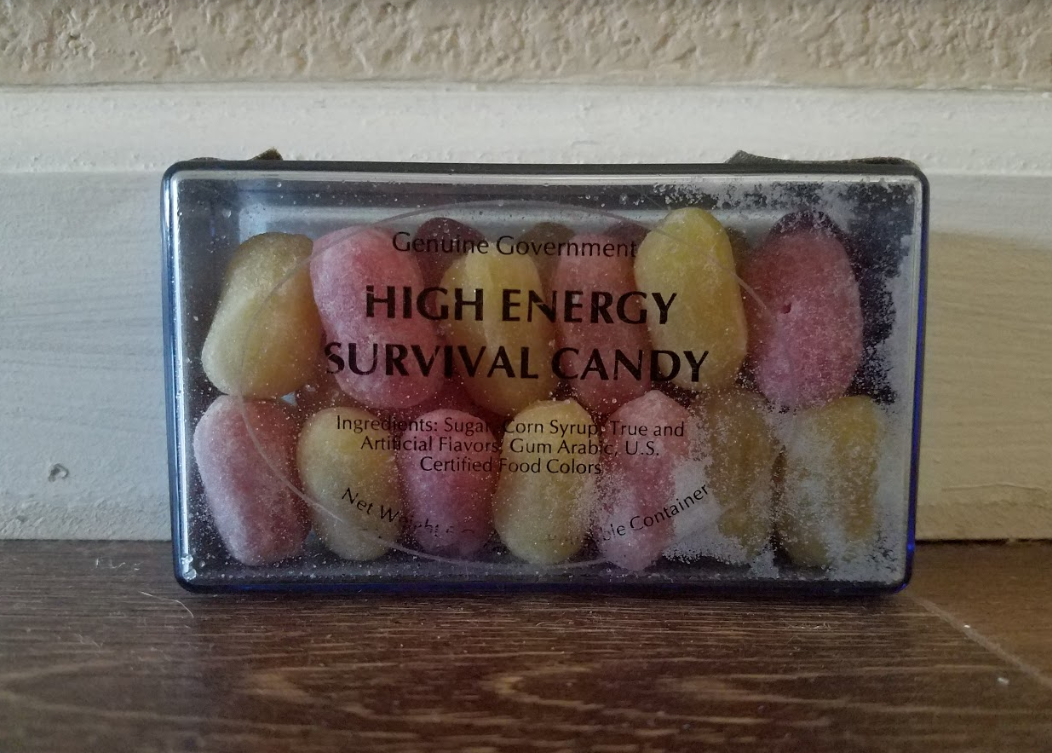 Genuine Government
HIGH ENERGY
SURVIVAL CANDY
Ingredients: Sugar, Corn Syrup, True and
Artificial Flavors, Gum Arabic, U.S.
Certified Food Colors
Net Weight
Container